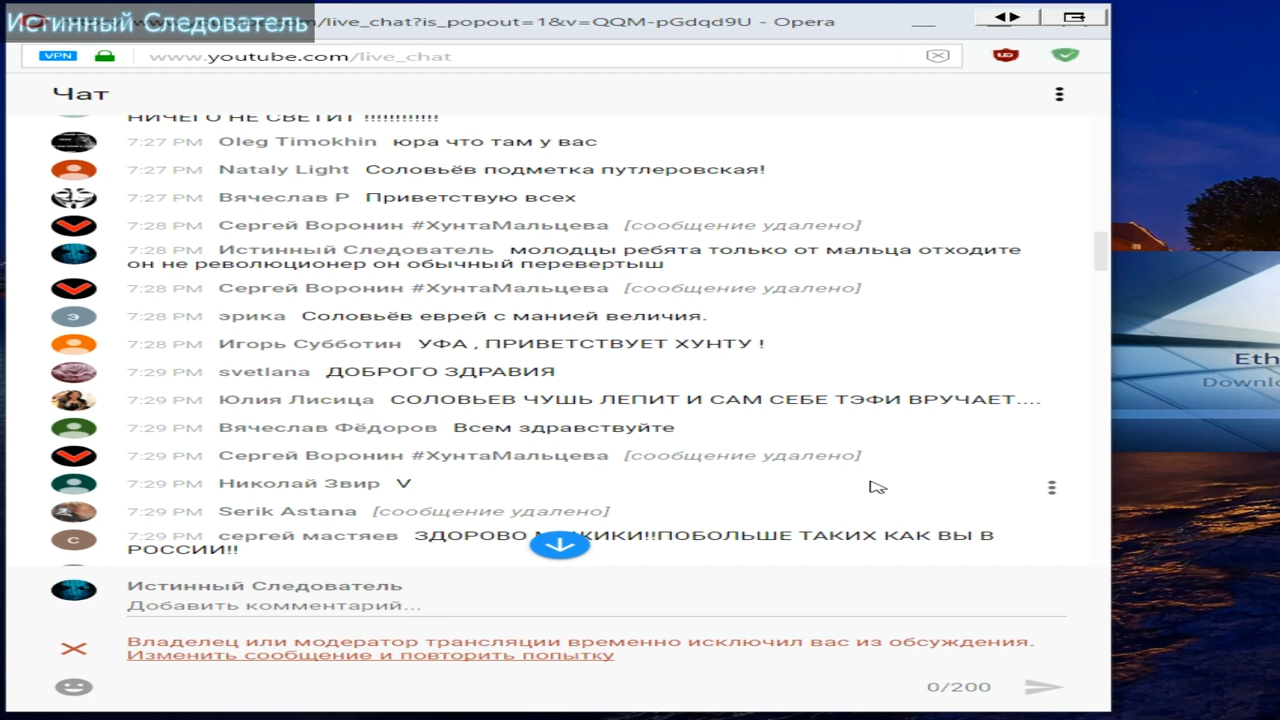 Истинный Следователь
/live_chat?is_popout=1&v=QQM-pGdqd9U - Opera
VPN www.youtube.com/live_chat
Чат
НИЧЕГО НЕ СВЕТИТ !!!!!!!!!!!!
7:27 PM Oleg Timokhin юра что там у вас
7:27 PM Nataly Light Соловьёв подметка путлеровская!
7:27 PM Вячеслав Р Приветствую всех
7:28 PM Сергей Воронин #ХунтаМальцева [сообщение удалено]
7:28 PM Истинный Следователь молодцы ребята только от мальца отходите
он не революционер он обычный перевертыш
7:28 PM Сергей Воронин #ХунтаМальцева [сообщение удалено]
э 7:28 PM эрика Соловьёв еврей с манией величия.
7:28 PM Игорь Субботин УФА , ПРИВЕТСТВУЕТ ХУНТУ !
7:29 PM svetlana ДОБРОГО ЗДРАВИЯ
7:29 PM Юлия Лисица СОЛОВЬЕВ ЧУШЬ ЛЕПИТ И САМ СЕБЕ ТЭФИ ВРУЧАЕТ....
7:29 PM Вячеслав Фёдоров Всем здравствуйте
7:29 PM Сергей Воронин #ХунтаМальцева [сообщение удалено]
7:29 PM Николай Звир V
7:29 PM Serik Astana [сообщение удалено]
с 7:29 PM сергей мастяев ЗДОРОВО !!ПОБОЛЬШЕ ТАКИХ КАК ВЫ В
РОССИИ!!
Истинный Следователь
Добавить комментарий...
Владелец или модератор трансляции временно исключил вас из обсуждения.
Изменить сообщение и повторить попытку
0/200
Eth
Downlo